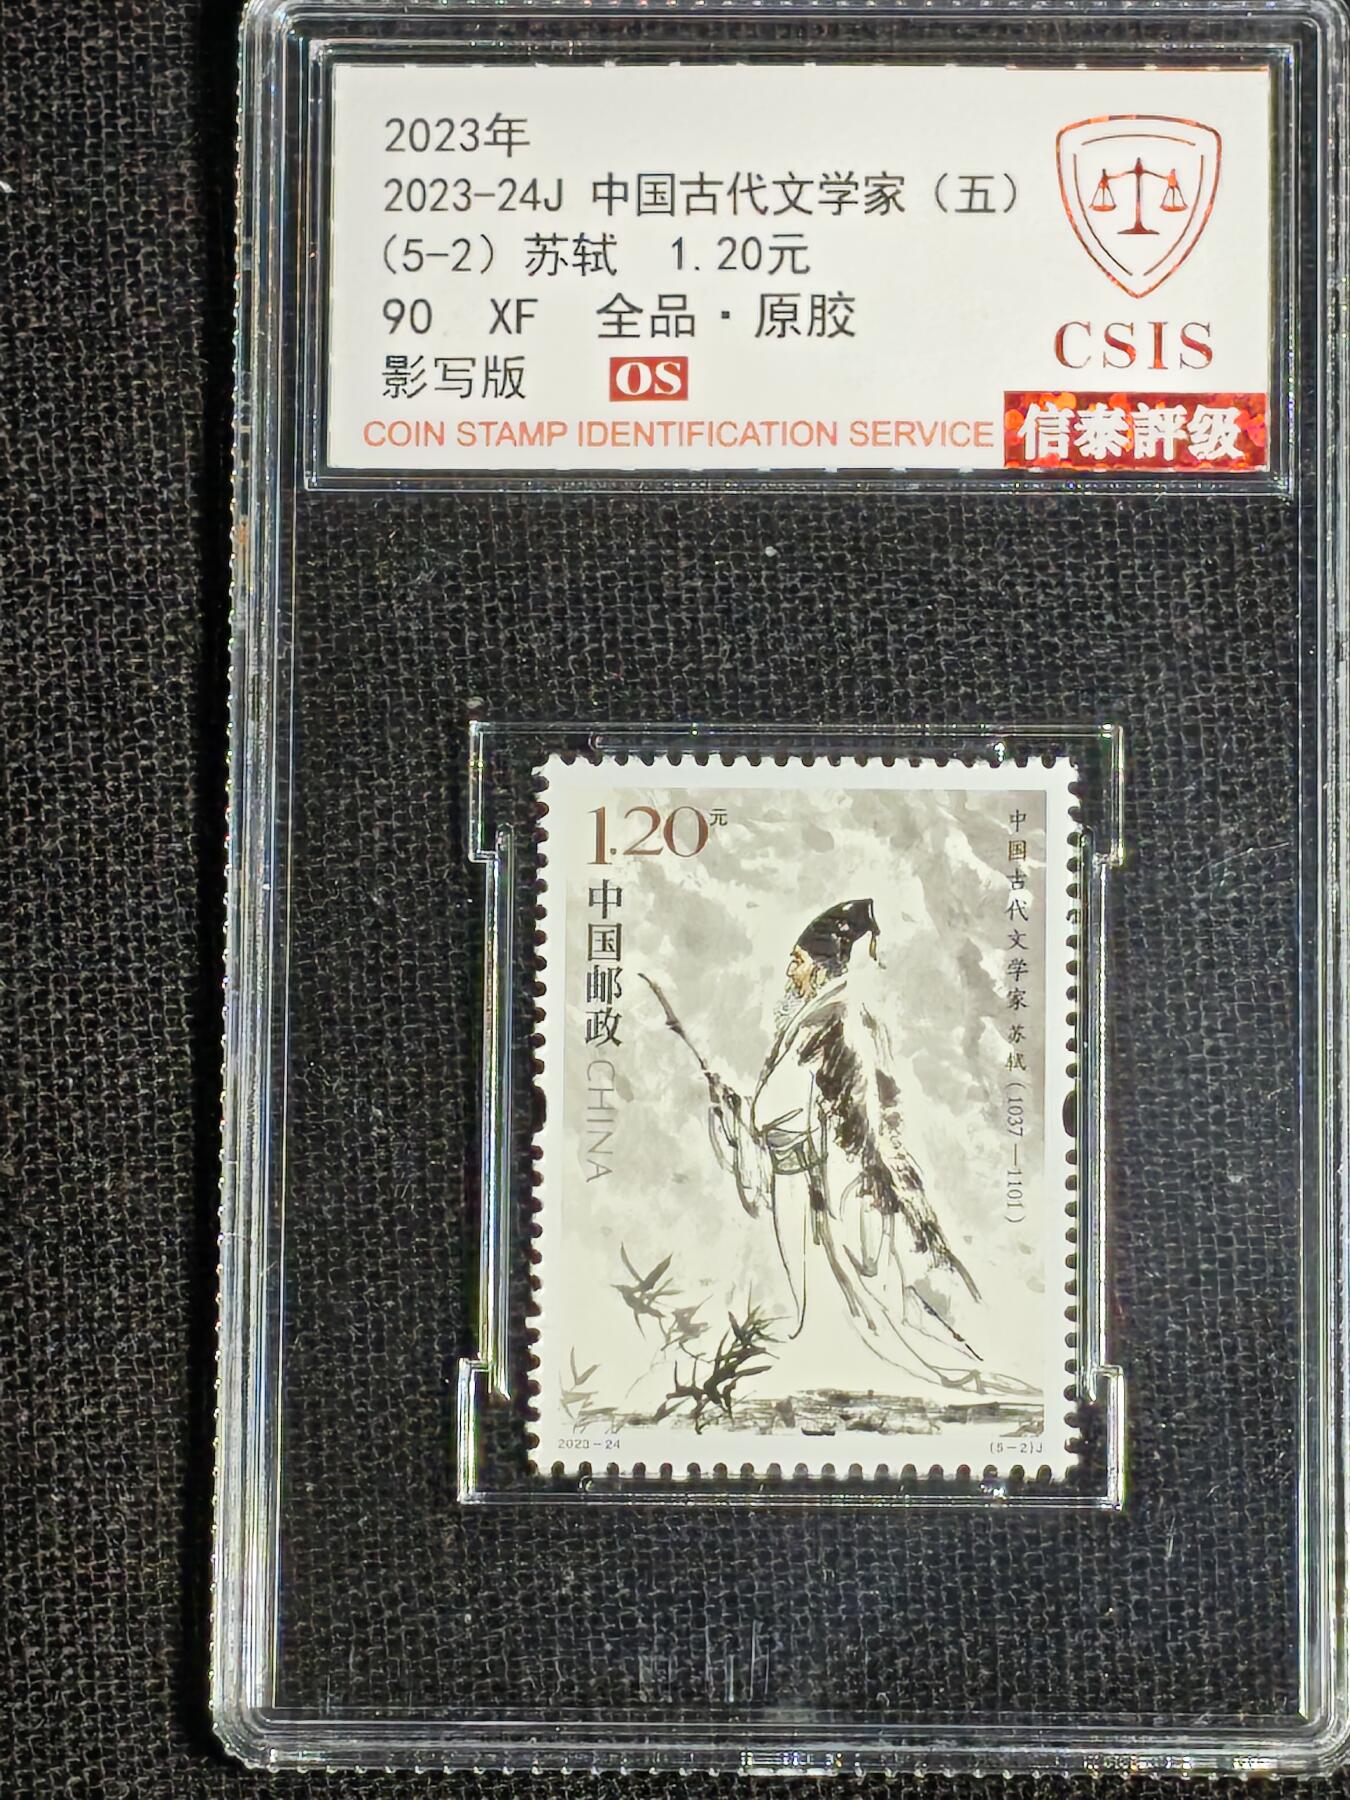 2023年
2023-24J 中国古代文学家（五）
(5-2) 苏轼 1.20元
90 XF 全品·原胶
影写版 OS
COIN STAMP IDENTIFICATION SERVICE
CSIS
信泰評级
1.20元
中国邮政
CHINA
中国古代文学家 苏轼（1037—1101）
2023-24
(5-2)J